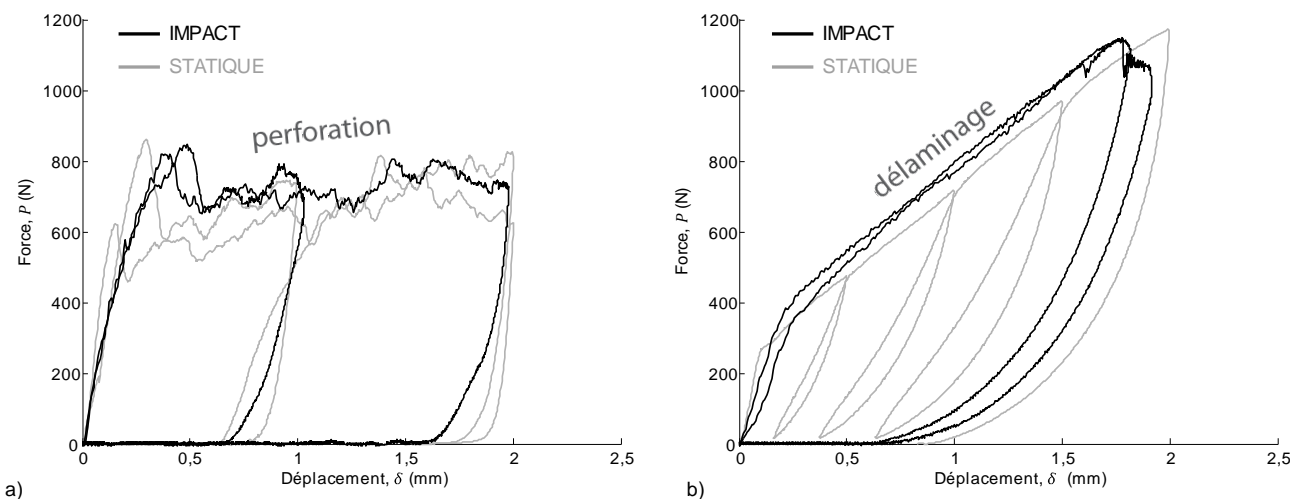 1200
1000
800
600
400
200
0
Force, P (N)
IMPACT
STATIQUE
perforation
0
0,5
1
1,5
2
2,5
Déplacement, δ (mm)
a)
1200
1000
800
600
400
200
0
Force, P (N)
IMPACT
STATIQUE
délaminage
0
0,5
1
1,5
2
2,5
Déplacement, δ (mm)
b)